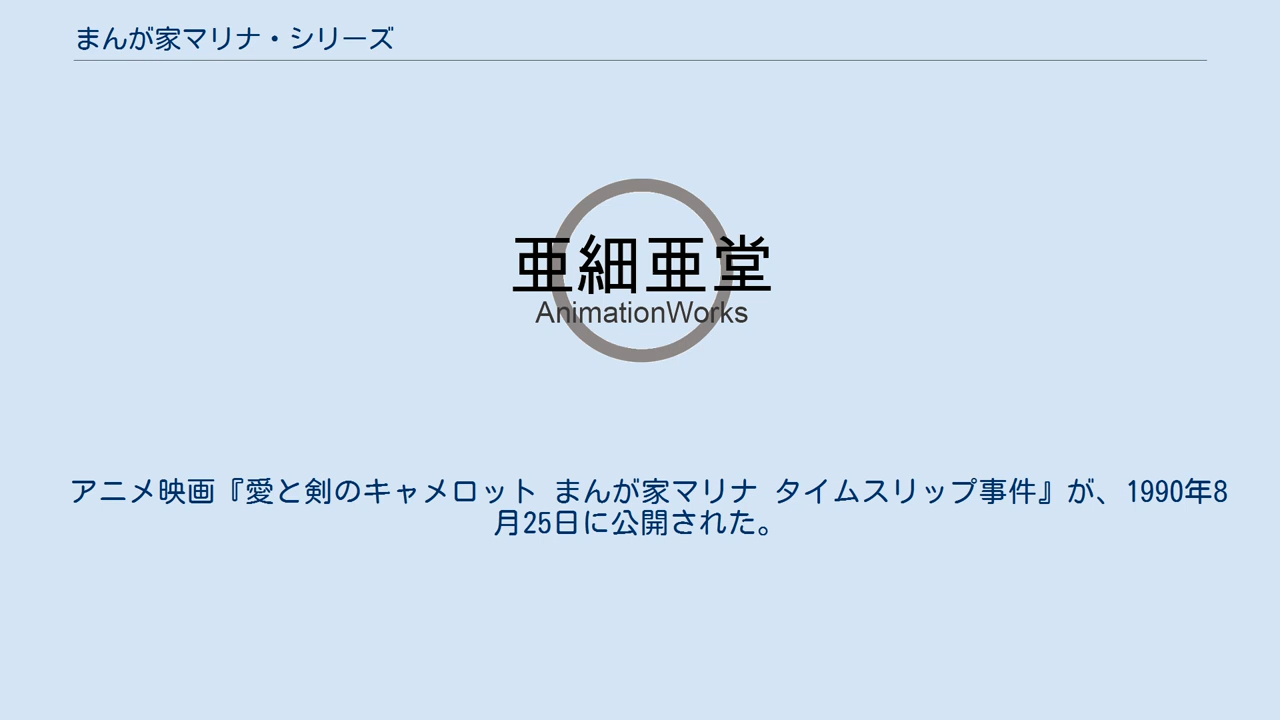 まんが家マリナ・シリーズ
亜細亜堂
AnimationWorks
アニメ映画『愛と剣のキャメロット まんが家マリナ タイムスリップ事件』が、1990年8
月25日に公開された。